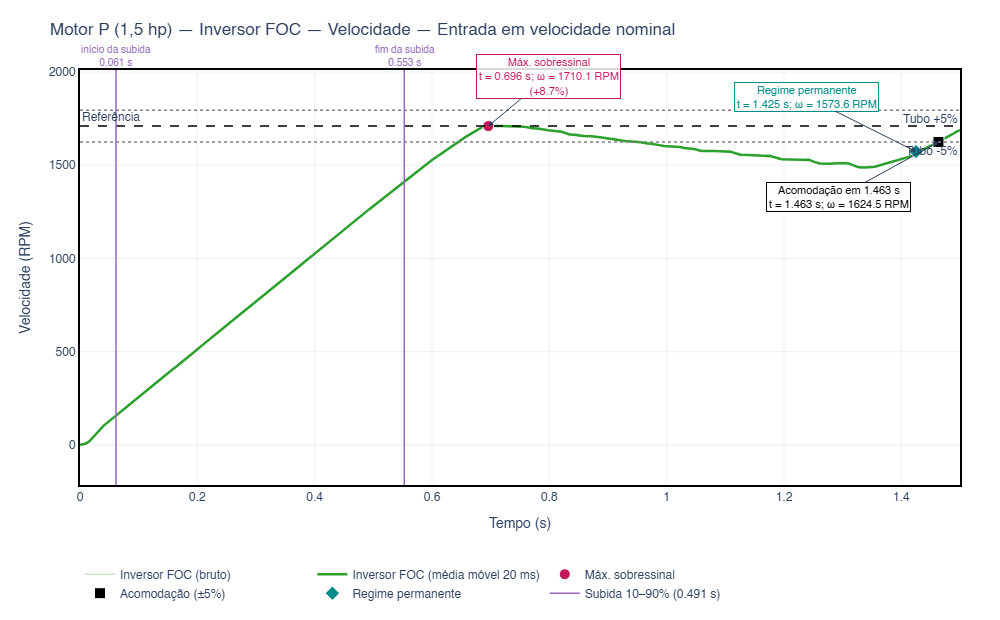 Motor P (1,5 hp) — Inversor FOC — Velocidade — Entrada em velocidade nominal
início da subida
0.061 s
fim da subida
0.553 s
Máx. sobressinal
t = 0.696 s; ω = 1710.1 RPM
(+8.7%)
Regime permanente
t = 1.425 s; ω = 1573.6 RPM
Referência
Tubo +5%
Tubo -5%
Acomodação em 1.463 s
t = 1.463 s; ω = 1624.5 RPM
2000
1500
1000
500
0
Velocidade (RPM)
0
0.2
0.4
0.6
0.8
1
1.2
1.4
Tempo (s)
Inversor FOC (bruto)
Inversor FOC (média móvel 20 ms)
Máx. sobressinal
Acomodação (±5%)
Regime permanente
Subida 10–90% (0.491 s)